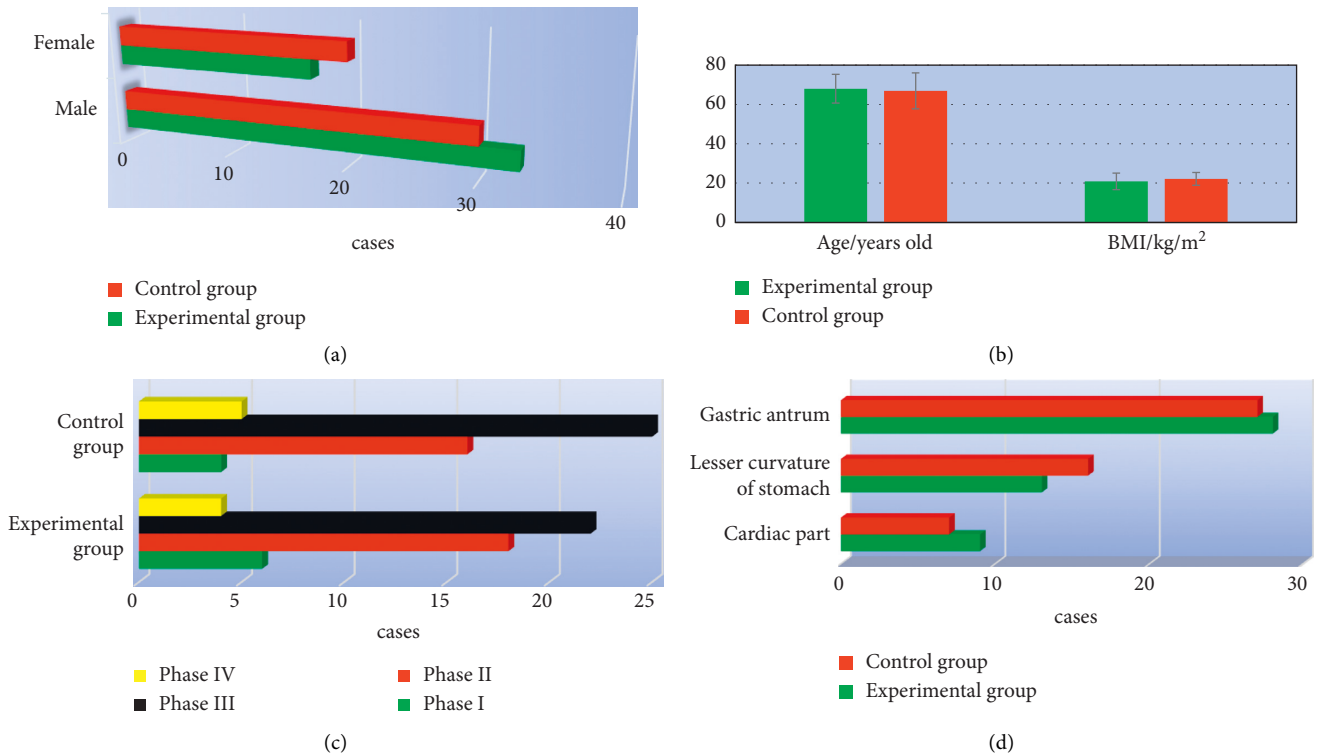 Female
Male
0
10
20
30
40
cases
Control group
Experimental group
(a)
80
60
40
20
0
Age/years old
BMI/kg/m²
Experimental group
Control group
(b)
Control
group
Experimental
group
0
5
10
15
20
25
cases
Phase IV
Phase II
Phase III
Phase I
(c)
Gastric antrum
Lesser curvature
of stomach
Cardiac part
0
10
20
30
cases
Control group
Experimental group
(d)